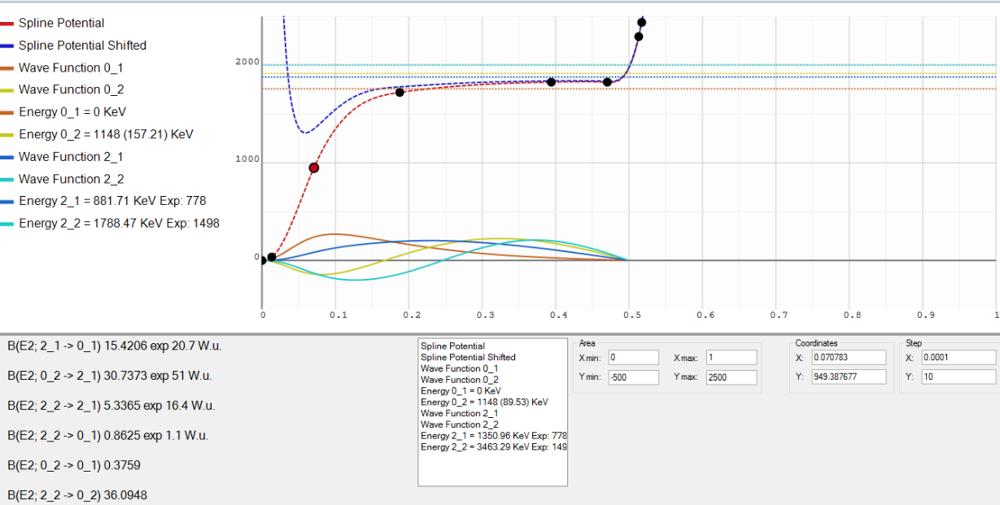 Spline Potential
Spline Potential Shifted
Wave Function 0_1
Wave Function 0_2
Energy 0_1 = 0 KeV
Energy 0_2 = 1148 (157.21) KeV
Wave Function 2_1
Wave Function 2_2
Energy 2_1 = 881.71 KeV Exp: 778
Energy 2_2 = 1788.47 KeV Exp: 1498
2000
1000
0
0 0.1 0.2 0.3 0.4 0.5 0.6 0.7 0.8 0.9 1
B(E2; 2_1 -> 0_1) 15.4206 exp 20.7 W.u.
B(E2; 0_2 -> 2_1) 30.7373 exp 51 W.u.
B(E2; 2_2 -> 2_1) 5.3365 exp 16.4 W.u.
B(E2; 2_2 -> 0_1) 0.8625 exp 1.1 W.u.
B(E2; 0_2 -> 0_1) 0.3759
B(E2; 2_2 -> 0_2) 36.0948
Spline Potential
Spline Potential Shifted
Wave Function 0_1
Wave Function 0_2
Energy 0_1 = 0 KeV
Energy 0_2 = 1148 (89.53) KeV
Wave Function 2_1
Wave Function 2_2
Energy 2_1 = 1350.96 KeV Exp: 778
Energy 2_2 = 3463.29 KeV Exp: 149
Area
X min: 0 X max: 1
Y min: -500 Y max: 2500
Coordinates
X: 0.070783
Y: 949.387677
Step
X: 0.0001
Y: 10